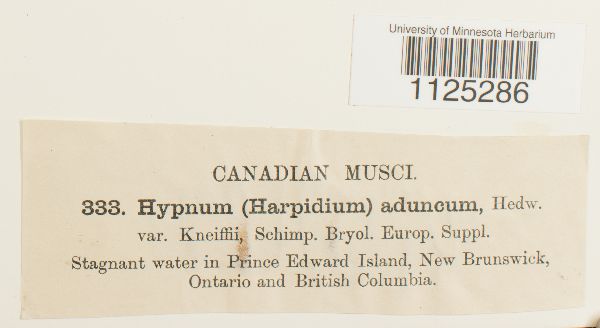 University of Minnesota Herbarium
1125286
CANADIAN MUSCI.
333. Hypnum (Harpidium) aduncum, Hedw.
var. Kneiffii, Schimp. Bryol. Europ. Suppl.
Stagnant water in Prince Edward Island, New Brunswick,
Ontario and British Columbia.